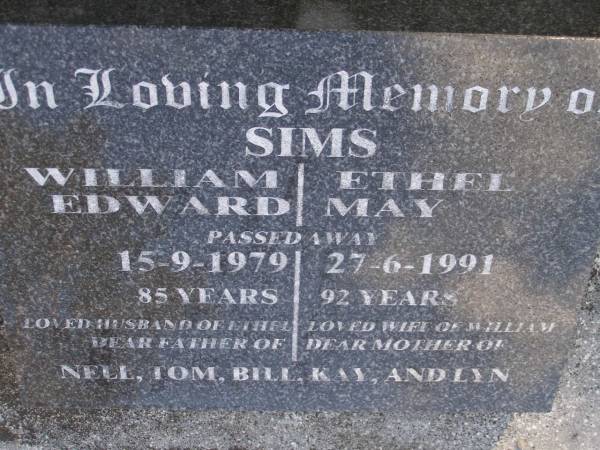 In Loving Memory of
SIMS
WILLIAM ETHEL
EDWARD MAY
PASSED AWAY
15-9-1979 27-6-1991
85 YEARS 92 YEARS
LOVED HUSBAND OF ETHEL LOVED WIFE OF WILLIAM
DEAR FATHER OF DEAR MOTHER OF
NELL, TOM, BILL, KAY, AND LYN